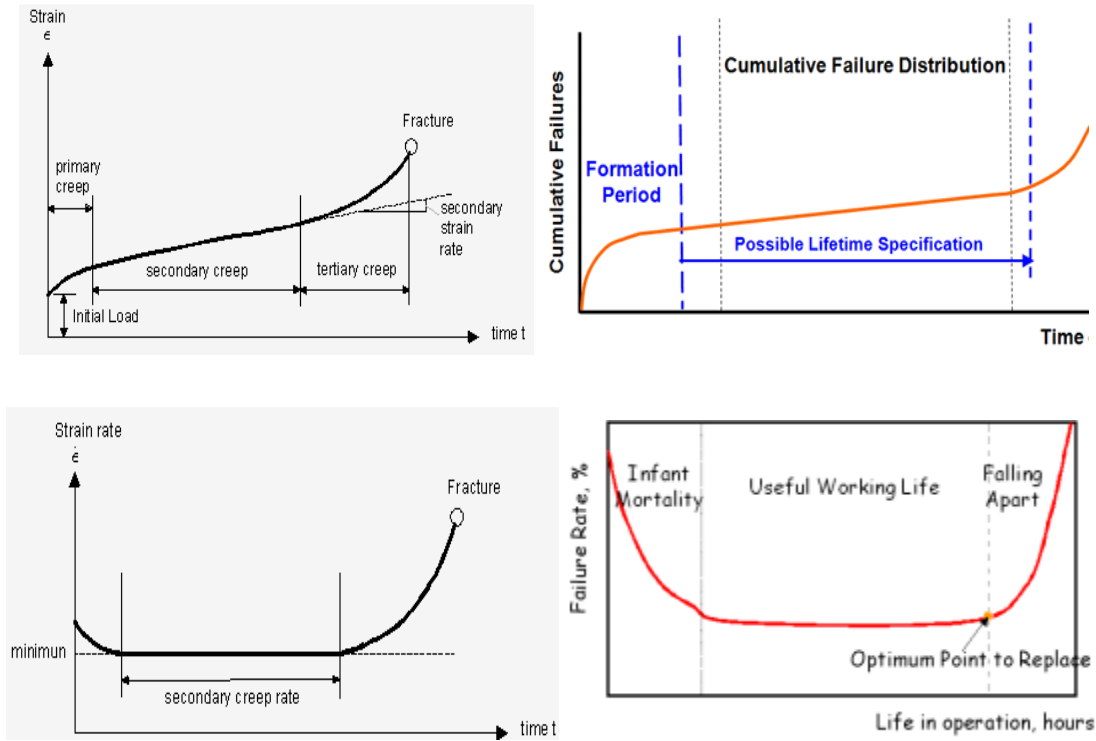 Strain
ϵ
Fracture
primary
creep
secondary
strain
rate
secondary creep
tertiary creep
Initial Load
time t
Cumulative Failures
Cumulative Failure Distribution
Formation
Period
Possible Lifetime Specification
Time
Strain rate
ϵ̇
Fracture
minimun
secondary creep rate
time t
Failure Rate, %
Infant
Mortality
Useful Working Life
Falling
Apart
Optimum Point to Replace
Life in operation, hours